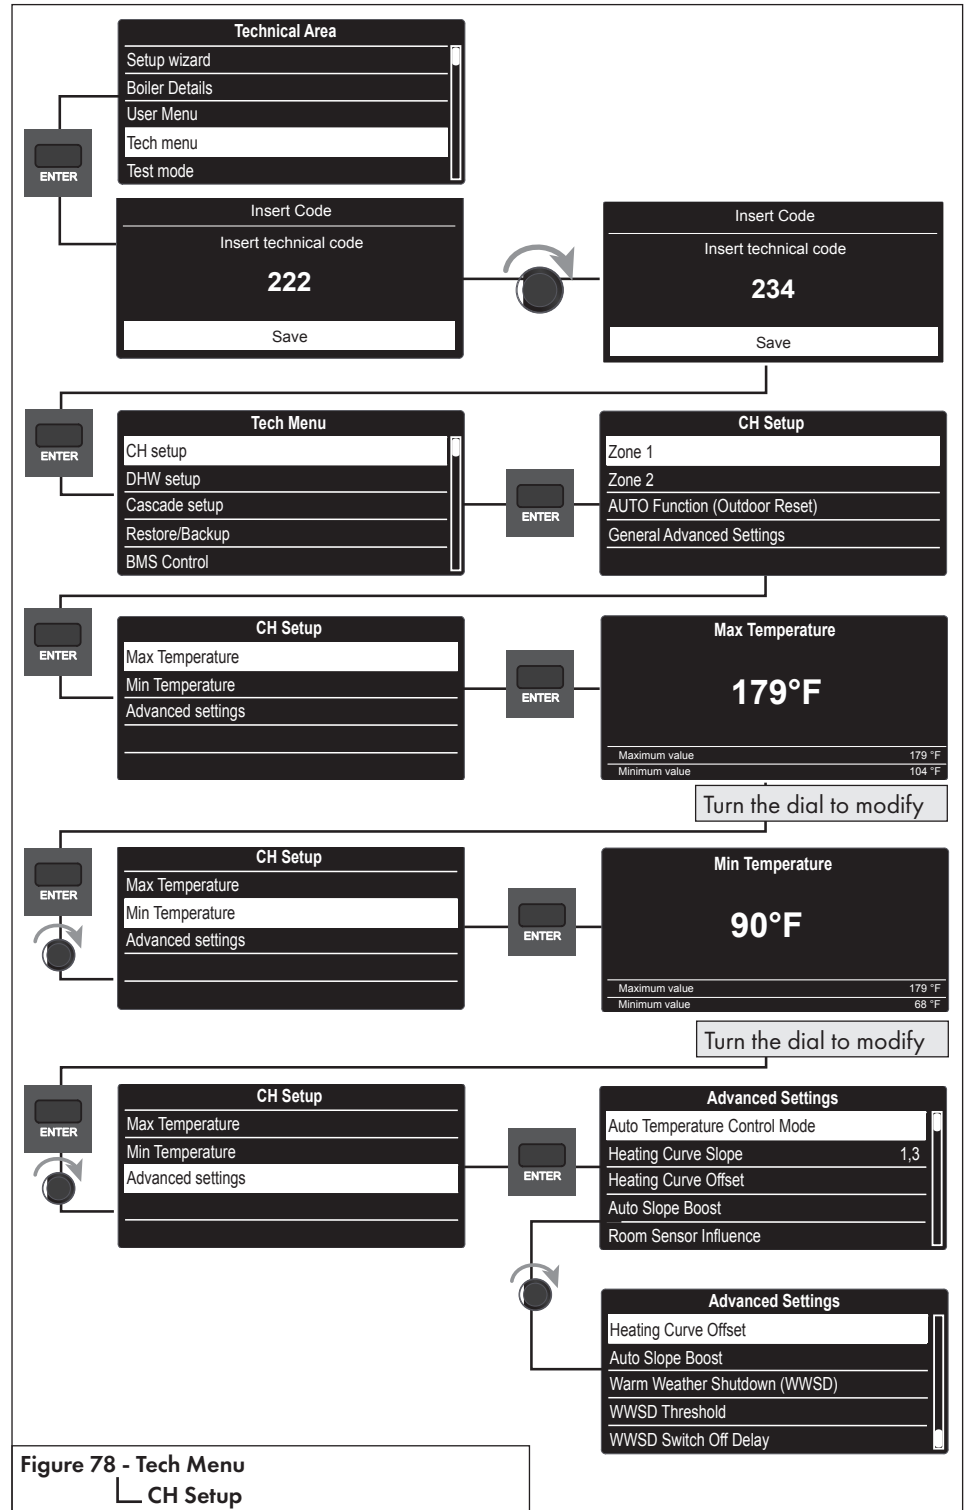 Technical Area
Setup wizard
Boiler Details
User Menu
Tech menu
Test mode
ENTER
Insert Code
Insert technical code
222
Save
Insert Code
Insert technical code
234
Save
ENTER
Tech Menu
CH setup
DHW setup
Cascade setup
Restore/Backup
BMS Control
ENTER
CH Setup
Zone 1
Zone 2
AUTO Function (Outdoor Reset)
General Advanced Settings
ENTER
CH Setup
Max Temperature
Min Temperature
Advanced settings
ENTER
Max Temperature
179°F
Maximum value 179 °F
Minimum value 104 °F
Turn the dial to modify
ENTER
CH Setup
Max Temperature
Min Temperature
Advanced settings
ENTER
Min Temperature
90°F
Maximum value 179 °F
Minimum value 68 °F
Turn the dial to modify
ENTER
CH Setup
Max Temperature
Min Temperature
Advanced settings
ENTER
Advanced Settings
Auto Temperature Control Mode
Heating Curve Slope 1,3
Heating Curve Offset
Auto Slope Boost
Room Sensor Influence
Advanced Settings
Heating Curve Offset
Auto Slope Boost
Warm Weather Shutdown (WWSD)
WWSD Threshold
WWSD Switch Off Delay
Figure 78 - Tech Menu
CH Setup